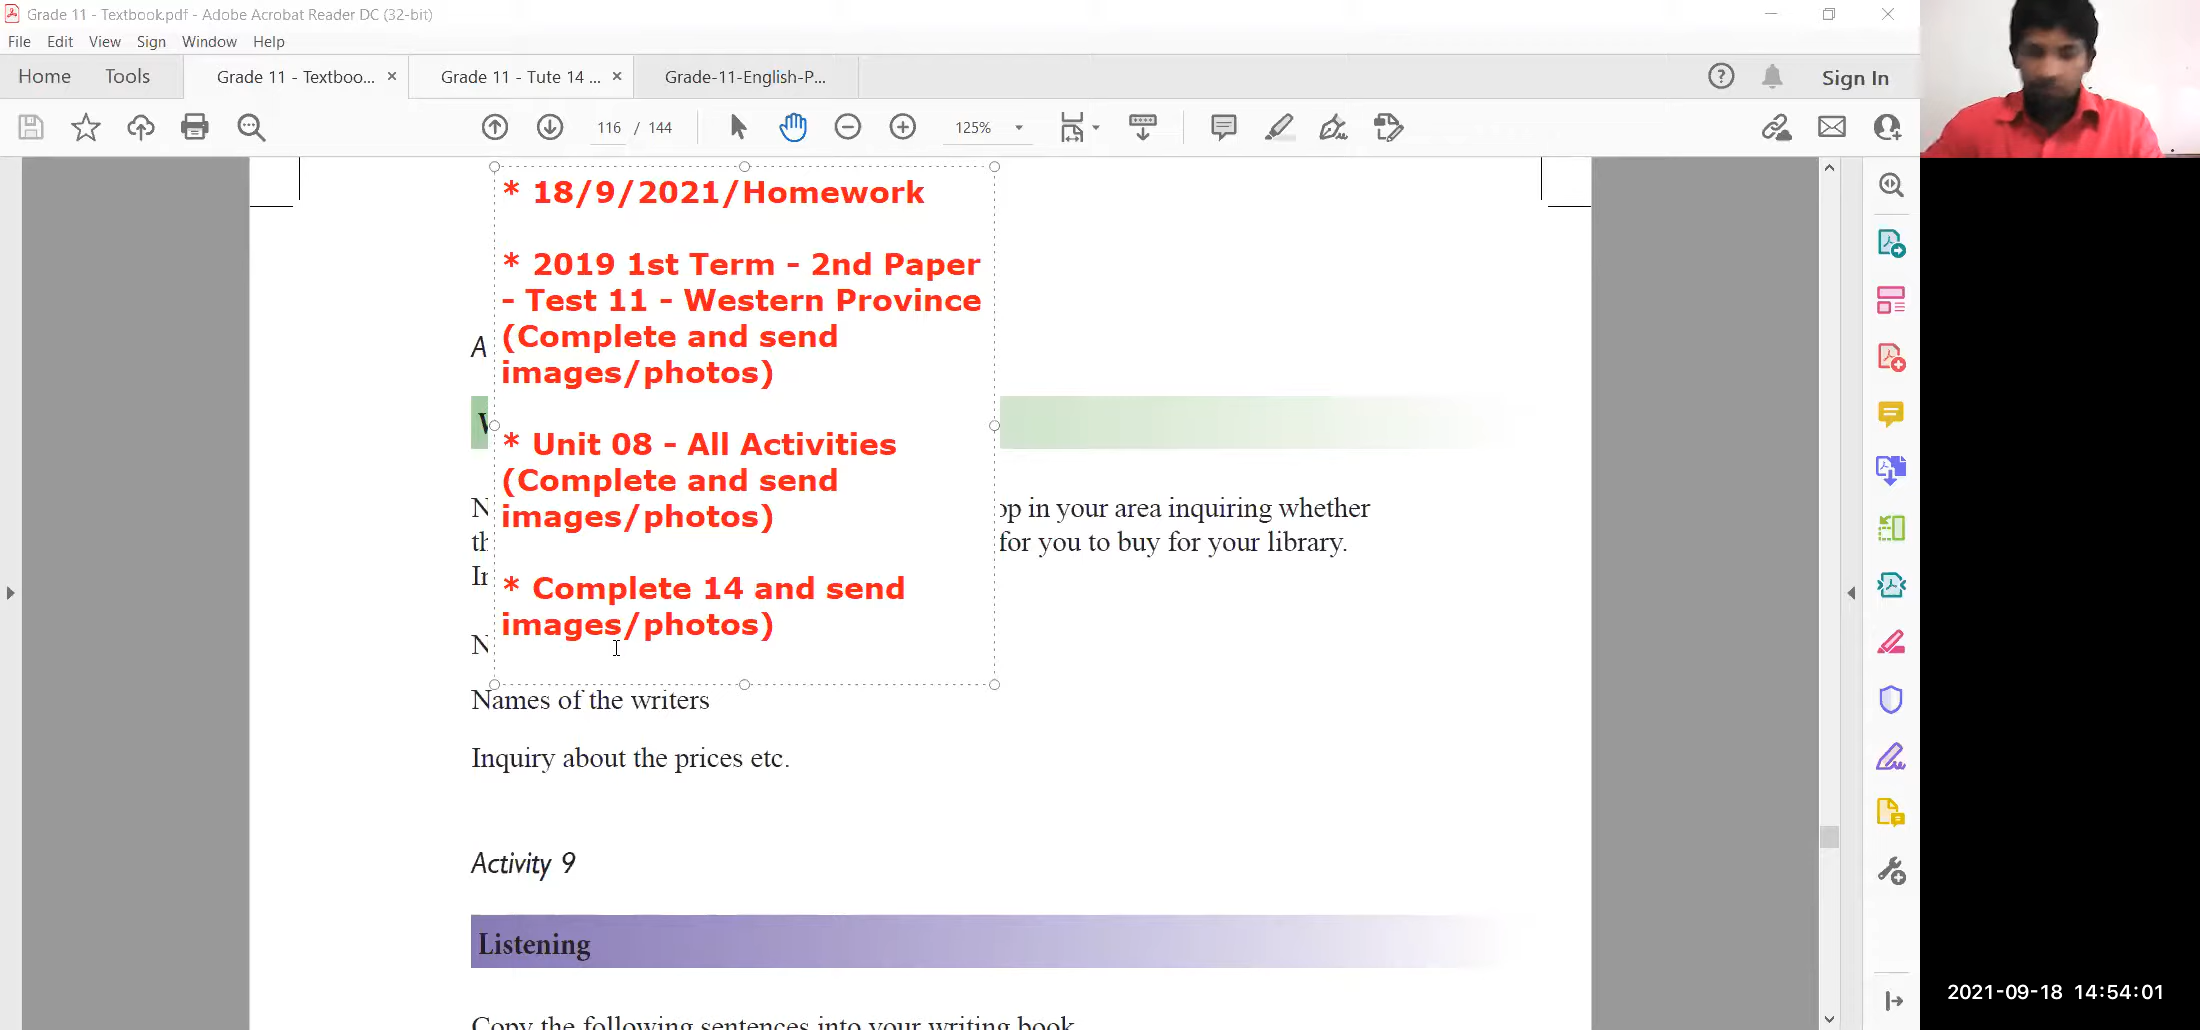 Grade 11 - Textbook.pdf - Adobe Acrobat Reader DC (32-bit)
File Edit View Sign Window Help
Home Tools Grade 11 - Textboo... × Grade 11 - Tute 14 ... × Grade-11-English-P... Sign In
116 / 144 125%
* 18/9/2021/Homework
* 2019 1st Term - 2nd Paper
- Test 11 - Western Province
(Complete and send
images/photos)
* Unit 08 - All Activities
(Complete and send
images/photos)
* Complete 14 and send
images/photos)
in your area inquiring whether
for you to buy for your library.
Names of the writers
Inquiry about the prices etc.
Activity 9
Listening
Copy the following sentences into your writing book
2021-09-18 14:54:01